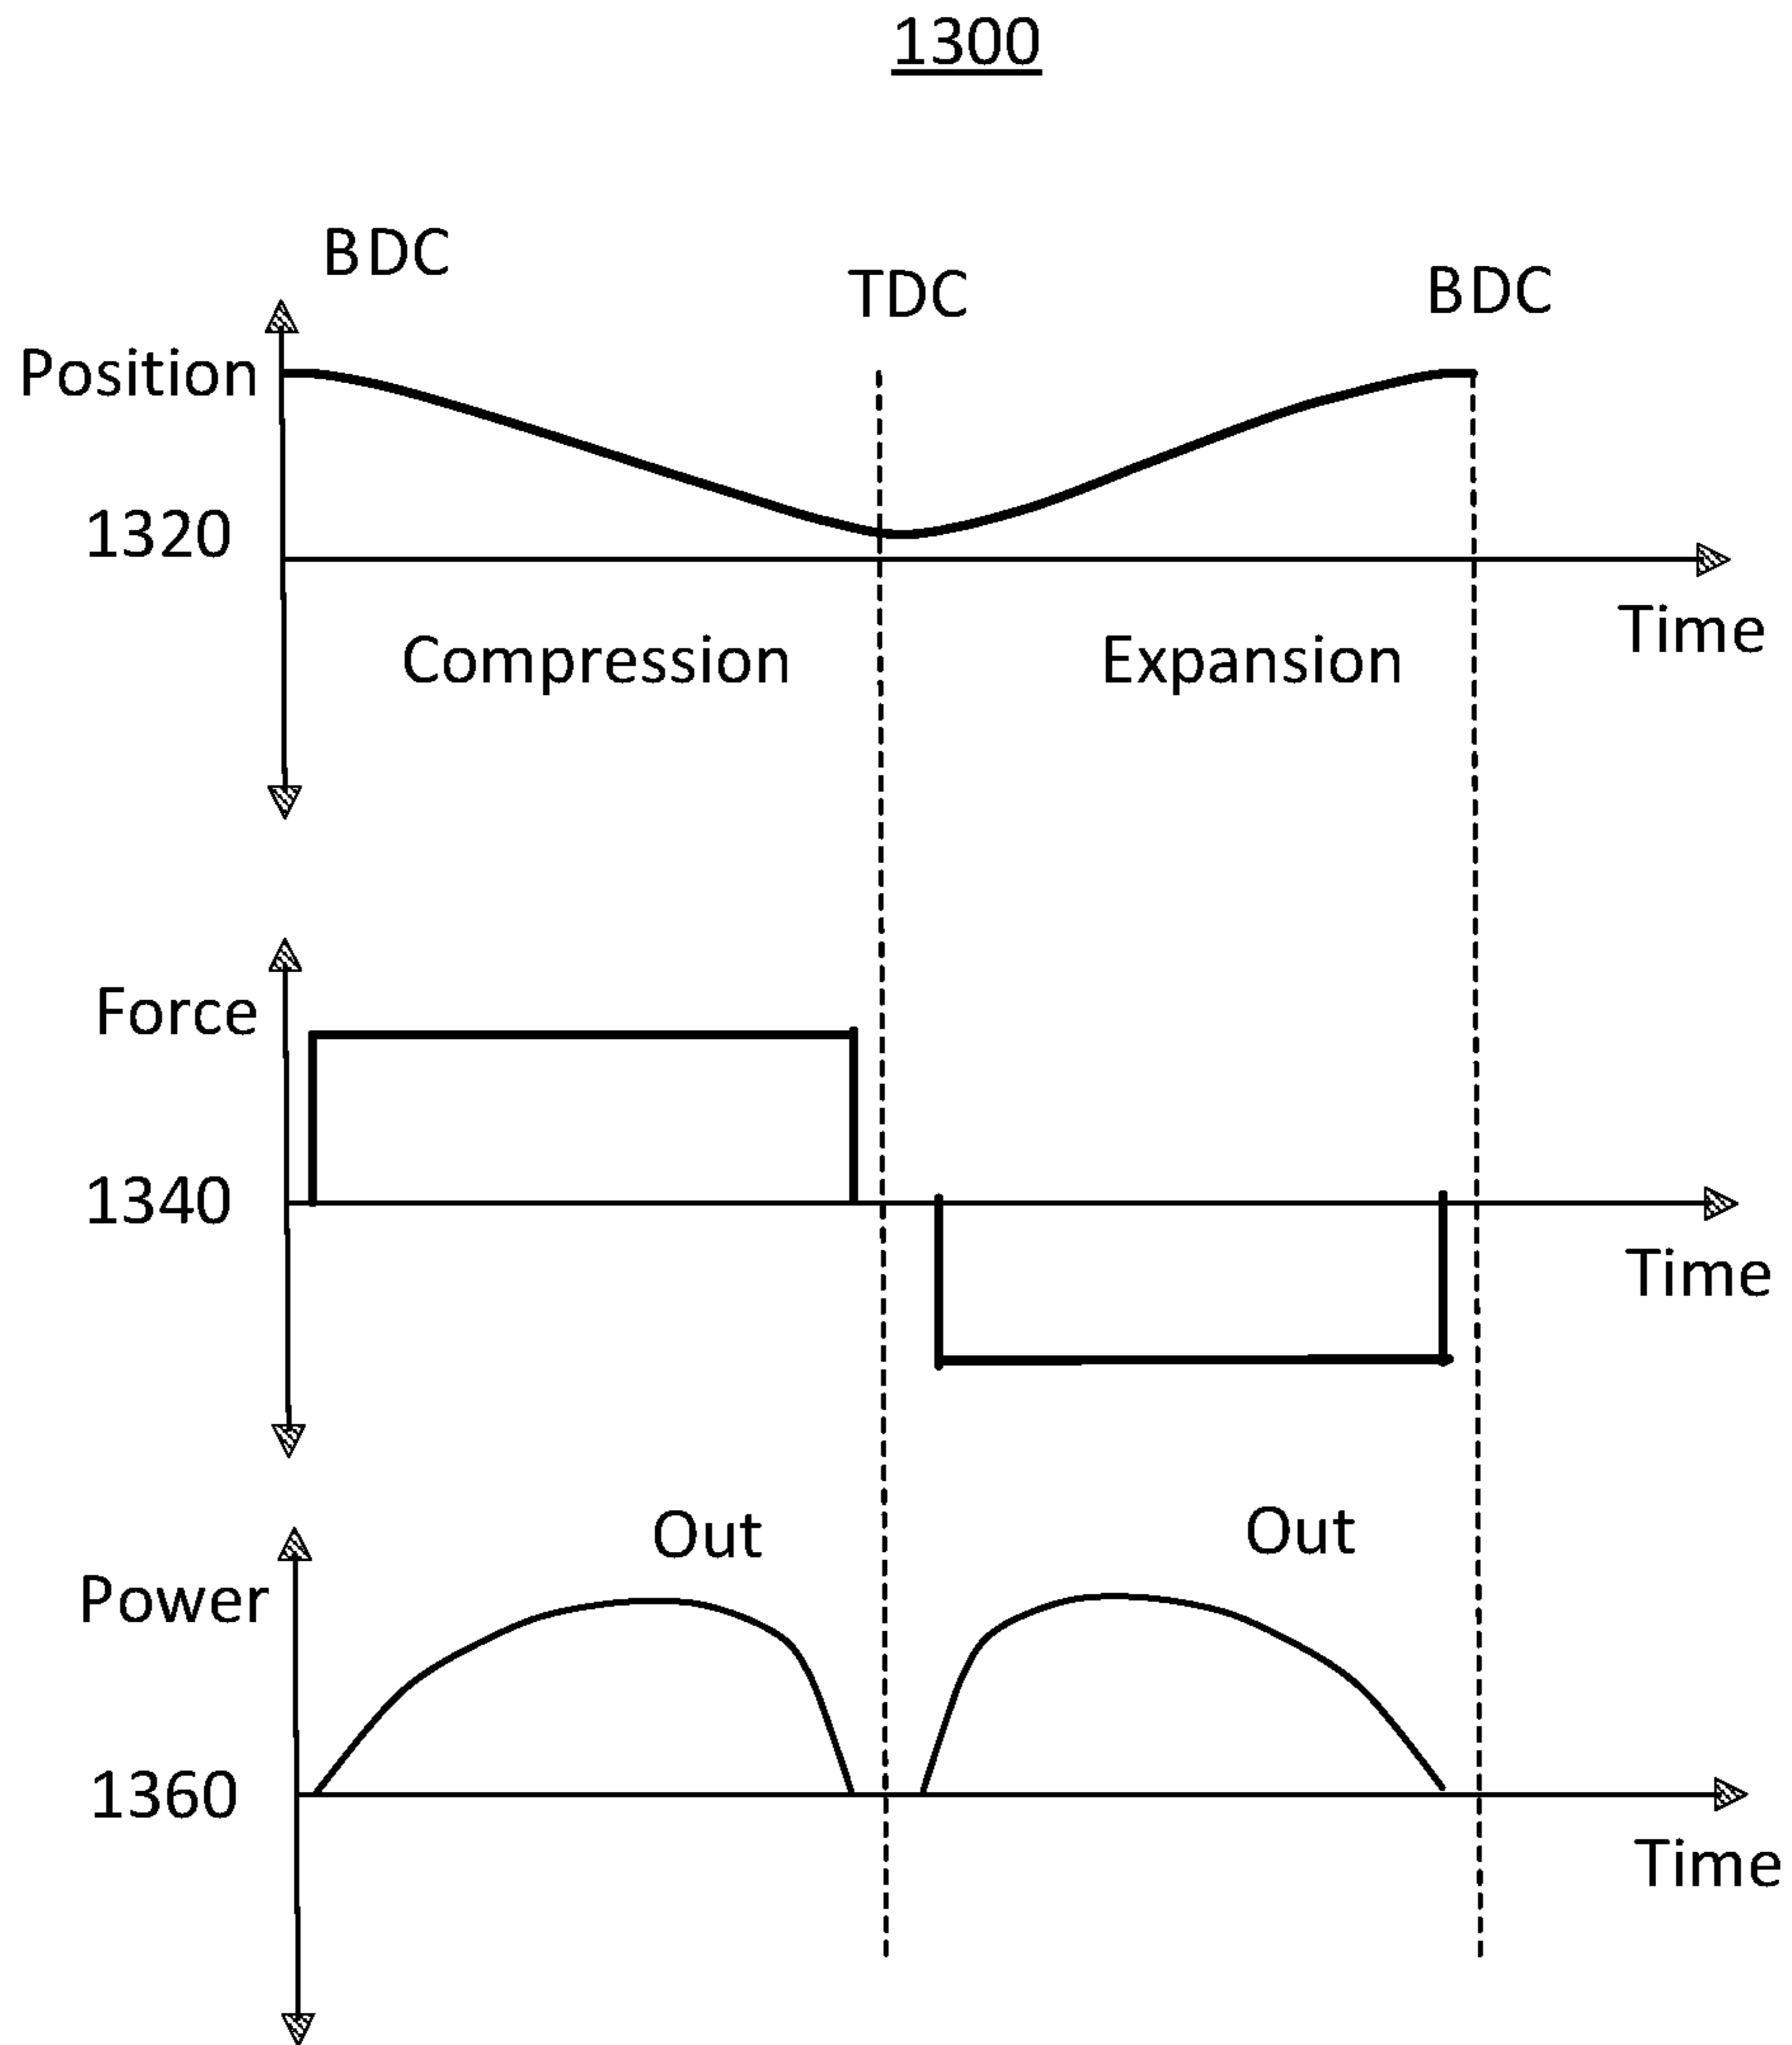 1300
BDC
TDC
BDC
Position
1320
Time
Compression
Expansion
Force
1340
Time
Out
Out
Power
1360
Time